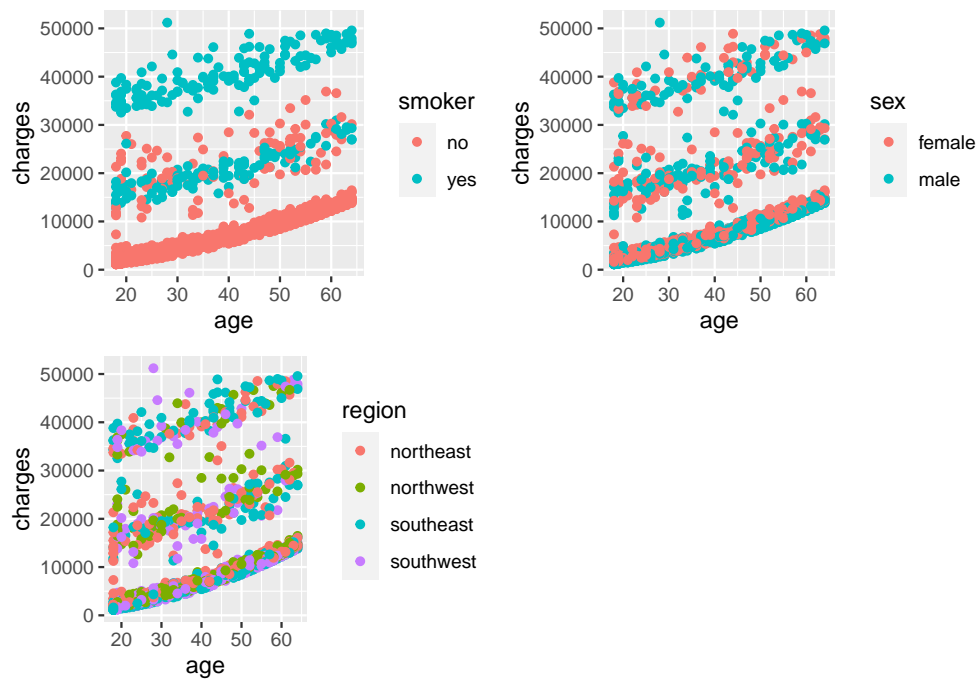 50000
40000
30000
20000
10000
0
charges
20 30 40 50 60
age
smoker
no
yes
50000
40000
30000
20000
10000
0
charges
20 30 40 50 60
age
sex
female
male
50000
40000
30000
20000
10000
0
charges
20 30 40 50 60
age
region
northeast
northwest
southeast
southwest